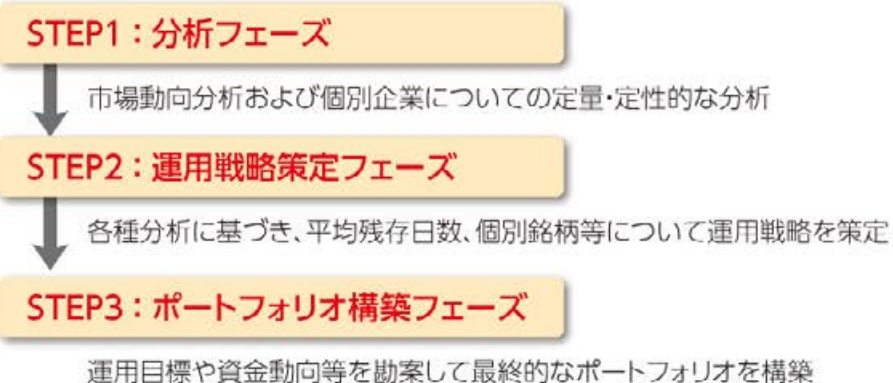 STEP1：分析フェーズ
市場動向分析および個別企業についての定量・定性的な分析
STEP2：運用戦略策定フェーズ
各種分析に基づき、平均残存日数、個別銘柄等について運用戦略を策定
STEP3：ポートフォリオ構築フェーズ
運用目標や資金動向等を勘案して最終的なポートフォリオを構築